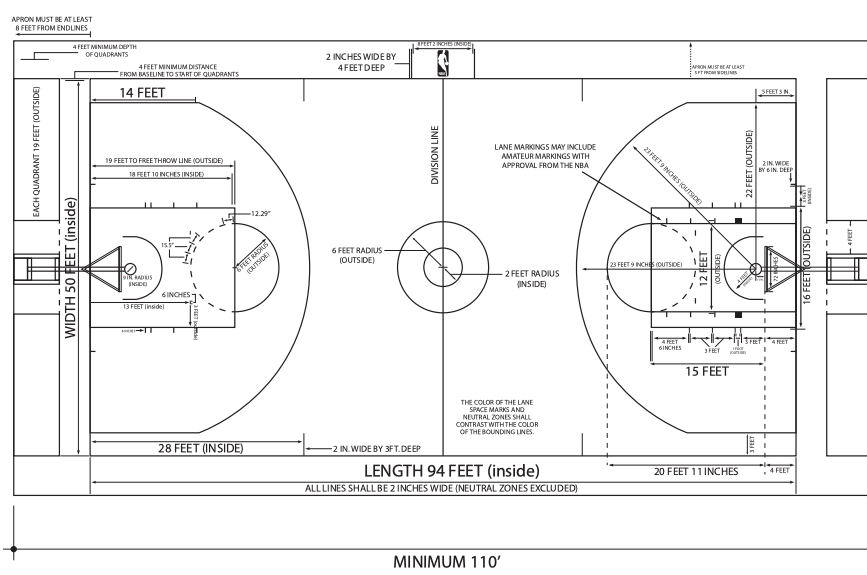 APRON MUST BE AT LEAST
8 FEET FROM ENDLINES
4 FEET MINIMUM DEPTH
OF QUADRANTS
4 FEET MINIMUM DISTANCE
FROM BASELINE TO START OF QUADRANTS
2 INCHES WIDE BY
4 FEET DEEP
8 FEET 2 INCHES (INSIDE)
APRON MUST BE AT LEAST
5 FT FROM SIDELINES
14 FEET
EACH QUADRANT 19 FEET (OUTSIDE)
WIDTH 50 FEET (inside)
19 FEET TO FREE THROW LINE (OUTSIDE)
18 FEET 10 INCHES (INSIDE)
12.29"
15.5"
6 FEET RADIUS
(OUTSIDE)
9 IN. RADIUS
(INSIDE)
6 INCHES
13 FEET (inside)
DIVISION LINE
6 FEET RADIUS
(OUTSIDE)
2 FEET RADIUS
(INSIDE)
LANE MARKINGS MAY INCLUDE
AMATEUR MARKINGS WITH
APPROVAL FROM THE NBA
5 FEET 3 IN.
23 FEET 9 INCHES (OUTSIDE)
22 FEET (OUTSIDE)
2 IN. WIDE
BY 6 IN. DEEP
23 FEET 9 INCHES (OUTSIDE)
12 FEET
(OUTSIDE)
4 FEET
72 INCHES
16 FEET (OUTSIDE)
4 FEET
4 FEET
6 INCHES
3 FEET
1 FOOT
(OUTSIDE)
3 FEET
4 FEET
15 FEET
THE COLOR OF THE LANE
SPACE MARKS AND
NEUTRAL ZONES SHALL
CONTRAST WITH THE COLOR
OF THE BOUNDING LINES.
28 FEET (INSIDE)
2 IN. WIDE BY 3FT. DEEP
3 FEET
LENGTH 94 FEET (inside)
20 FEET 11 INCHES
4 FEET
ALL LINES SHALL BE 2 INCHES WIDE (NEUTRAL ZONES EXCLUDED)
MINIMUM 110'